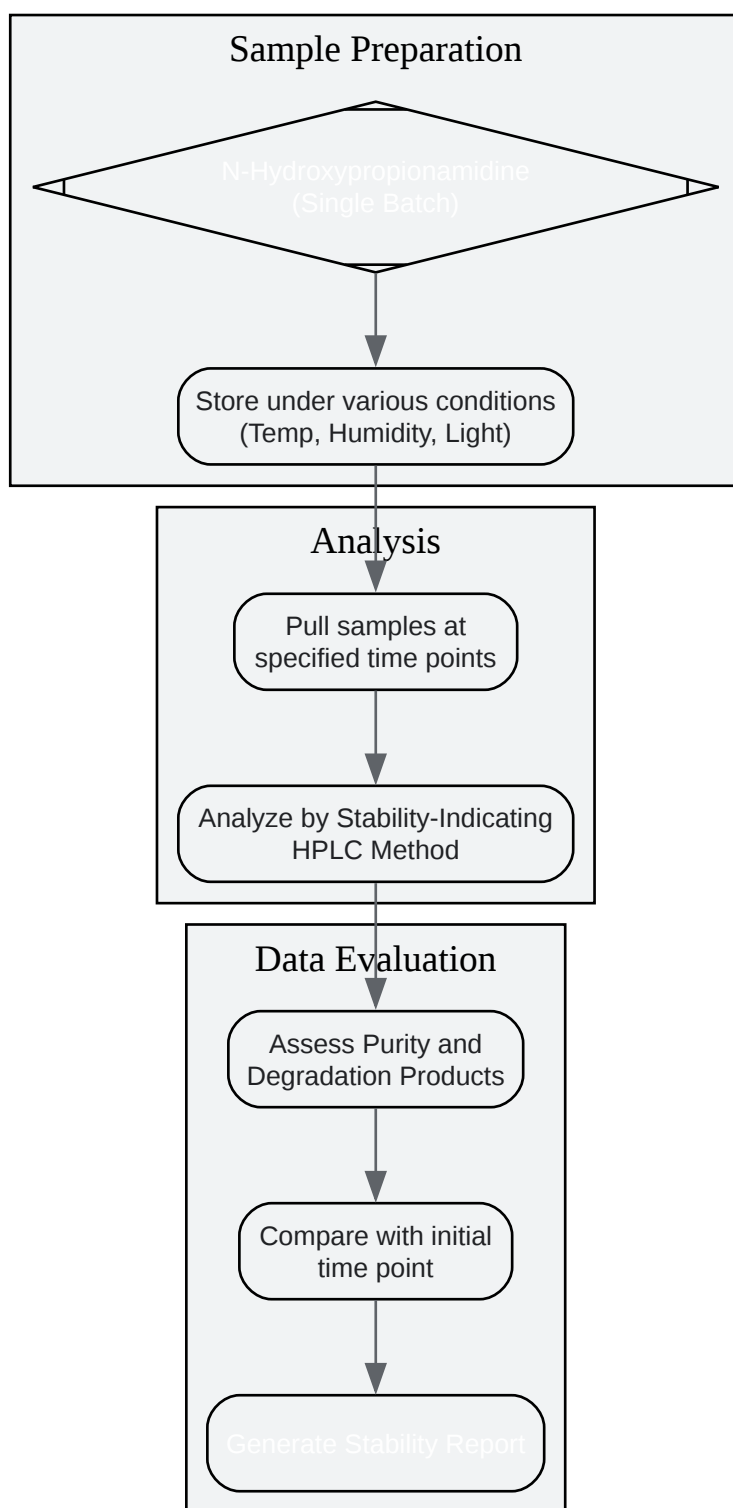 Sample Preparation
N-Hydroxypropionamidine
(Single Batch)
Store under various conditions
(Temp, Humidity, Light)
Analysis
Pull samples at
specified time points
Analyze by Stability-Indicating
HPLC Method
Data Evaluation
Assess Purity and
Degradation Products
Compare with initial
time point
Generate Stability Report